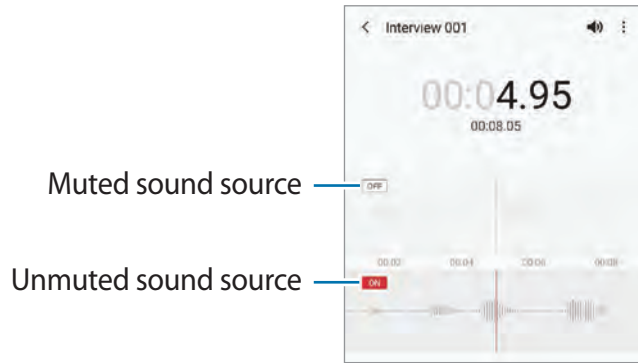 Interview 001
00:04.95
00:08.05
Muted sound source
OFF
00:02 00:04 00:06 00:08
Unmuted sound source
ON